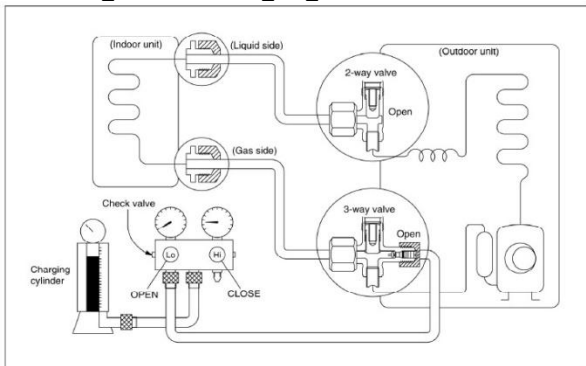 (Indoor unit)
(Liquid side)
(Outdoor unit)
2-way valve
Open
(Gas side)
3-way valve
Open
Check valve
Lo
Hi
Charging
cylinder
OPEN
CLOSE